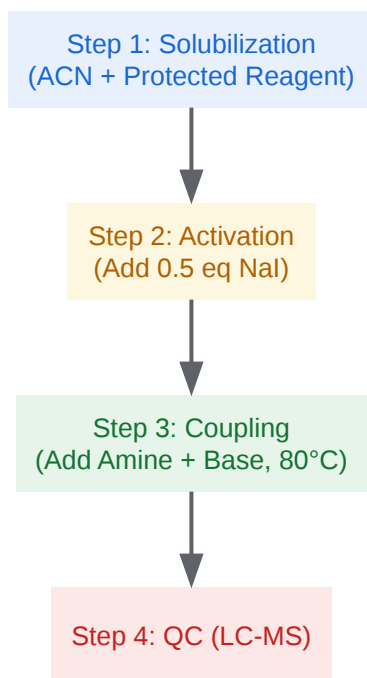 Step 1: Solubilization
(ACN + Protected Reagent)
Step 2: Activation
(Add 0.5 eq NaI)
Step 3: Coupling
(Add Amine + Base, 80°C)
Step 4: QC (LC-MS)